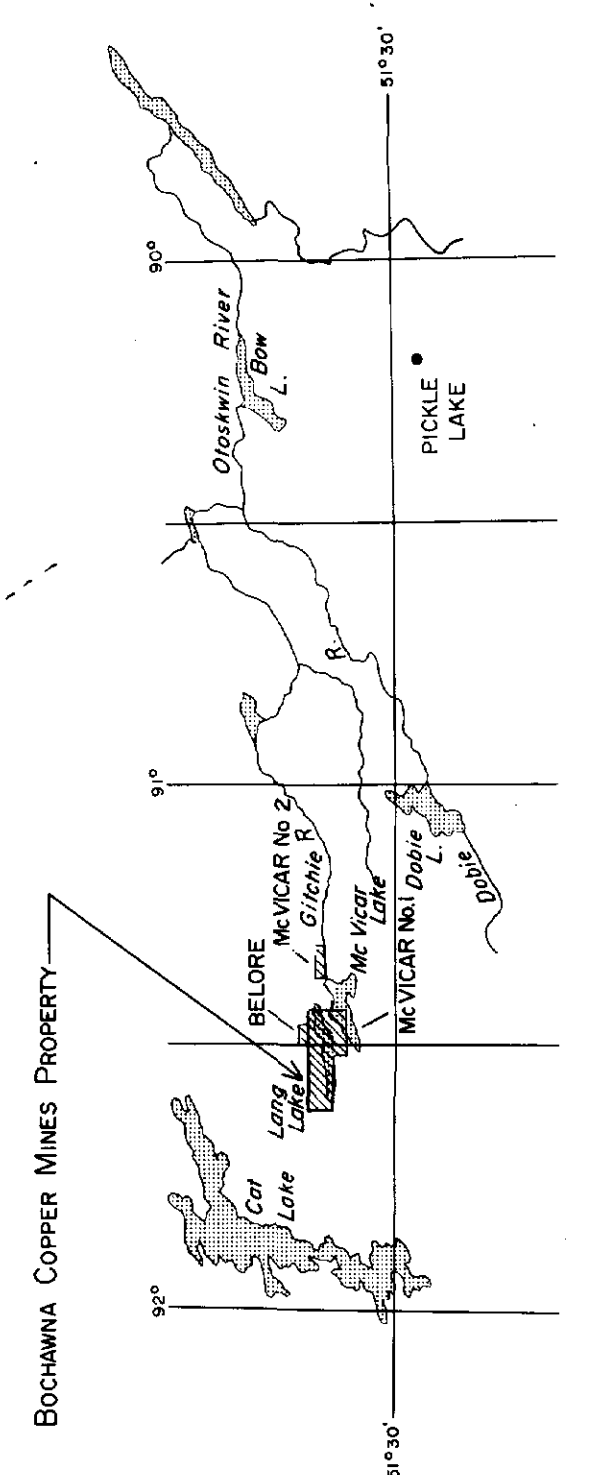 BOCHAWNA COPPER MINES PROPERTY
92°
91°
90°
Cat
Lake
Lang
Lake
BELORE
McVICAR No 2
Gitchie
R
Mc Vicar
Lake
McVICAR No.1
Dobie
L.
Dobie
R.
Otoskwin River
Bow
L.
PICKLE
LAKE
51°30'
51°30'